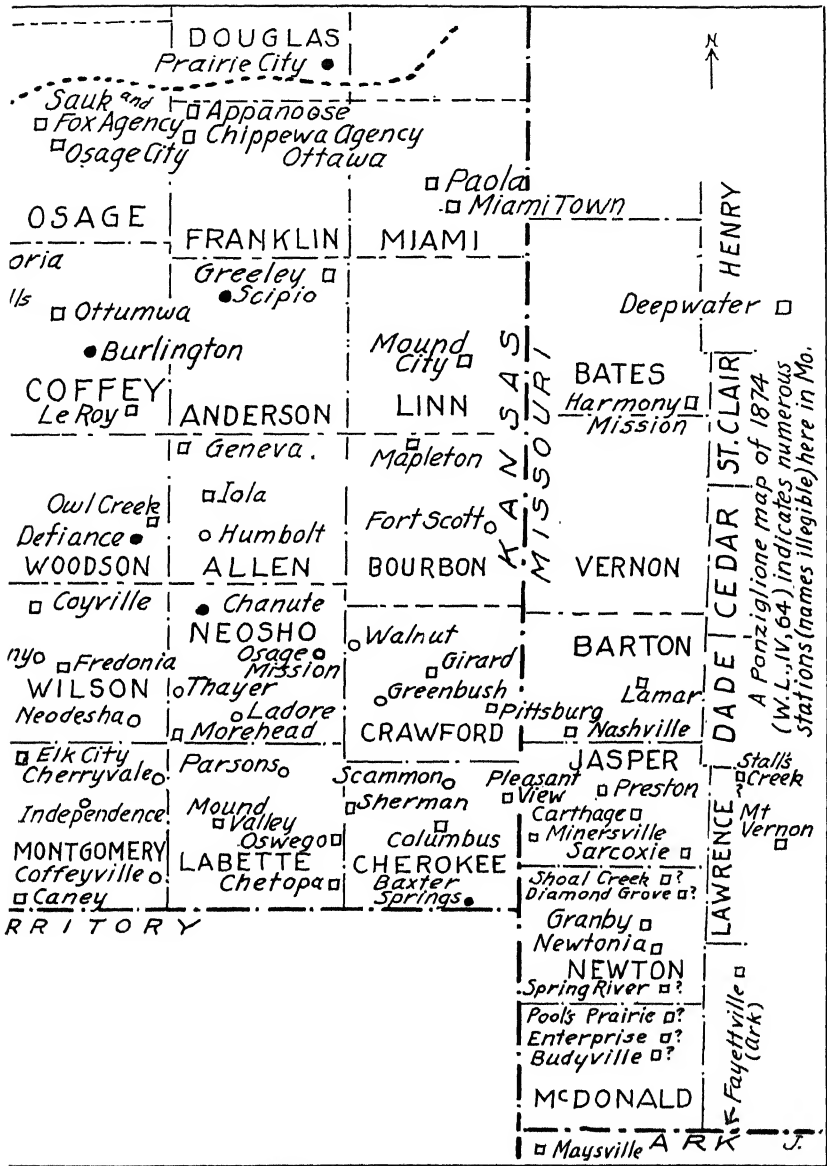 DOUGLAS
Prairie City
N
Sauk and
Fox Agency
Osage City
Appanoose
Chippewa Agency
Ottawa
Paola
Miami Town
OSAGE
FRANKLIN
MIAMI
HENRY
oria
lls
Ottumwa
Greeley
Scipio
Deepwater
Burlington
Mound
City
COFFEY
Le Roy
ANDERSON
LINN
KANSAS
MISSOURI
BATES
Harmony
Mission
ST. CLAIR
A Ponziglione map of 1874
(W.L., IV, 64) indicates numerous
stations (names illegible) here in Mo.
Geneva.
Mapleton
Owl Creek
Iola
Defiance
Humbolt
Fort Scott
WOODSON
ALLEN
BOURBON
VERNON
CEDAR
Coyville
Chanute
NEOSHO
Walnut
BARTON
nyo
Fredonia
Osage
Mission
Girard
DADE
WILSON
Thayer
Greenbush
Lamar
Neodesha
Ladore
Pittsburg
Morehead
CRAWFORD
Nashville
Elk City
Cherryvale
Parsons
Scammon
Pleasant
View
JASPER
Stall's
Creek
?
Preston
Independence
Mound
Valley
Sherman
Carthage
Mt
Vernon
Oswego
Columbus
Minersville
Sarcoxie
MONTGOMERY
LABETTE
CHEROKEE
LAWRENCE
Coffeyville
Chetopa
Baxter
Springs
Shoal Creek ?
Diamond Grove ?
Caney
RRITORY
Granby
Newtonia
NEWTON
Spring River ?
Pool's Prairie ?
Enterprise ?
Budyville ?
Fayettville
(Ark)
McDONALD
Maysville
ARK
J.